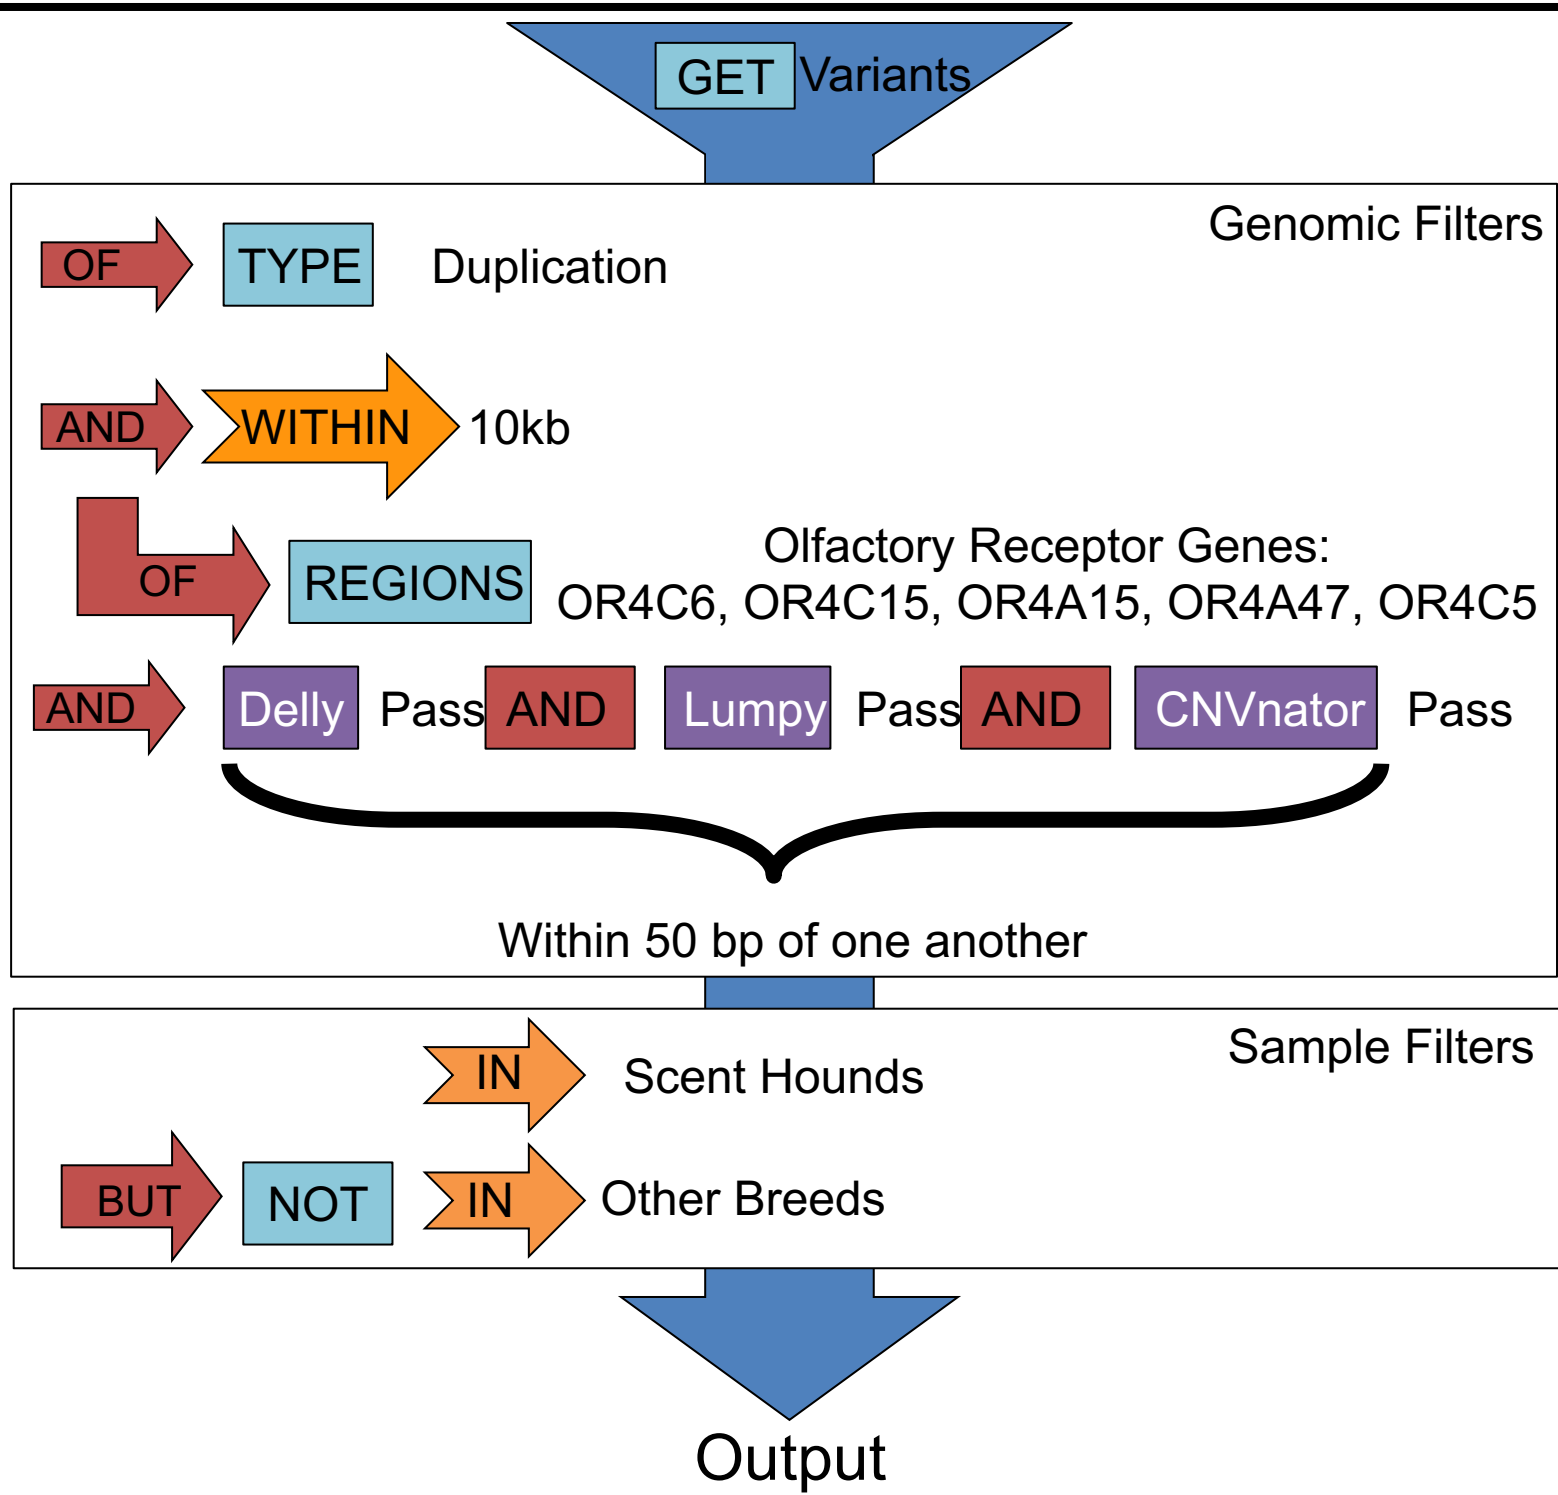 GET Variants
Genomic Filters
OF TYPE Duplication
AND WITHIN 10kb
Olfactory Receptor Genes:
OF REGIONS OR4C6, OR4C15, OR4A15, OR4A47, OR4C5
AND Delly Pass AND Lumpy Pass AND CNVnator Pass
Within 50 bp of one another
Sample Filters
IN Scent Hounds
BUT NOT IN Other Breeds
Output